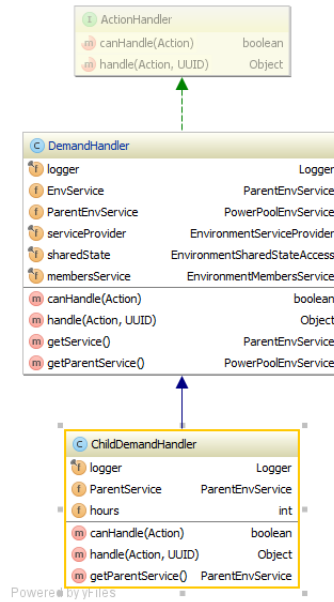 ActionHandler
canHandle(Action) boolean
handle(Action, UUID) Object
DemandHandler
logger Logger
EnvService ParentEnvService
ParentEnvService PowerPoolEnvService
serviceProvider EnvironmentServiceProvider
sharedState EnvironmentSharedStateAccess
membersService EnvironmentMembersService
canHandle(Action) boolean
handle(Action, UUID) Object
getService() ParentEnvService
getParentService() PowerPoolEnvService
ChildDemandHandler
logger Logger
ParentService ParentEnvService
hours int
canHandle(Action) boolean
handle(Action, UUID) Object
getParentService() ParentEnvService
Powered by yFiles